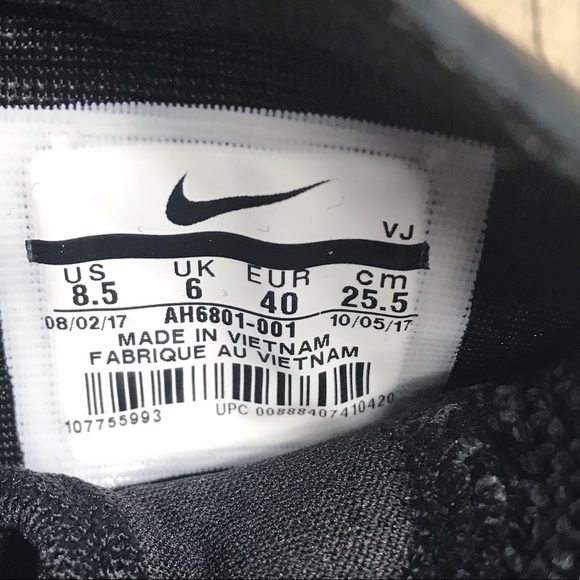 VJ
US UK EUR cm
8.5 6 40 25.5
08/02/17 AH6801-001 10/05/17
MADE IN VIETNAM
FABRIQUE AU VIETNAM
107755993 UPC 00888407410420